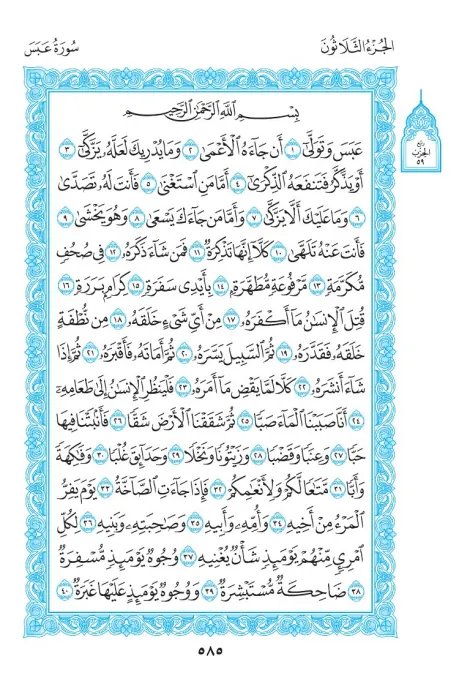 الجُزْءُ الثَّلَاثُونَ
سُورَةُ عَبَسَ
بِسْمِ اللَّهِ الرَّحْمَٰنِ الرَّحِيمِ
عَبَسَ وَتَوَلَّىٰٓ ١ أَن جَآءَهُ ٱلْأَعْمَىٰ ٢ وَمَا يُدْرِيكَ لَعَلَّهُۥ يَزَّكَّىٰٓ ٣
أَوْ يَذَّكَّرُ فَتَنفَعَهُ ٱلذِّكْرَىٰٓ ٤ أَمَّا مَنِ ٱسْتَغْنَىٰ ٥ فَأَنتَ لَهُۥ تَصَدَّىٰ
٦ وَمَا عَلَيْكَ أَلَّا يَزَّكَّىٰ ٧ وَأَمَّا مَن جَآءَكَ يَسْعَىٰ ٨ وَهُوَ يَخْشَىٰ ٩
فَأَنتَ عَنْهُ تَلَهَّىٰ ١٠ كَلَّآ إِنَّهَا تَذْكِرَةٌ ١١ فَمَن شَآءَ ذَكَرَهُۥ ١٢ فِى صُحُفٍ
مُّكَرَّمَةٍ ١٣ مَّرْفُوعَةٍ مُّطَهَّرَةٍۭ ١٤ بِأَيْدِى سَفَرَةٍ ١٥ كِرَامٍۭ بَرَرَةٍ ١٦
قُتِلَ ٱلْإِنسَٰنُ مَآ أَكْفَرَهُۥ ١٧ مِنْ أَىِّ شَىْءٍ خَلَقَهُۥ ١٨ مِن نُّطْفَةٍ
خَلَقَهُۥ فَقَدَّرَهُۥ ١٩ ثُمَّ ٱلسَّبِيلَ يَسَّرَهُۥ ٢٠ ثُمَّ أَمَاتَهُۥ فَأَقْبَرَهُۥ ٢١ ثُمَّ إِذَا
شَآءَ أَنشَرَهُۥ ٢٢ كَلَّا لَمَّا يَقْضِ مَآ أَمَرَهُۥ ٢٣ فَلْيَنظُرِ ٱلْإِنسَٰنُ إِلَىٰ طَعَامِهِۦٓ
٢٤ أَنَّا صَبَبْنَا ٱلْمَآءَ صَبًّا ٢٥ ثُمَّ شَقَقْنَا ٱلْأَرْضَ شَقًّا ٢٦ فَأَنۢبَتْنَا فِيهَا
حَبًّا ٢٧ وَعِنَبًا وَقَضْبًا ٢٨ وَزَيْتُونًا وَنَخْلًا ٢٩ وَحَدَآئِقَ غُلْبًا ٣٠ وَفَٰكِهَةً
وَأَبًّا ٣١ مَّتَٰعًا لَّكُمْ وَلِأَنْعَٰمِكُمْ ٣٢ فَإِذَا جَآءَتِ ٱلصَّآخَّةُ ٣٣ يَوْمَ يَفِرُّ
ٱلْمَرْءُ مِنْ أَخِيهِ ٣٤ وَأُمِّهِۦ وَأَبِيهِ ٣٥ وَصَٰحِبَتِهِۦ وَبَنِيهِ ٣٦ لِكُلِّ
ٱمْرِئٍ مِّنْهُمْ يَوْمَئِذٍ شَأْنٌ يُغْنِيهِ ٣٧ وُجُوهٌ يَوْمَئِذٍ مُّسْفِرَةٌ
٣٨ ضَاحِكَةٌ مُّسْتَبْشِرَةٌ ٣٩ وَوُجُوهٌ يَوْمَئِذٍ عَلَيْهَا غَبَرَةٌ ٤٠
ربع
الحزب
٥٩
٥٨٥